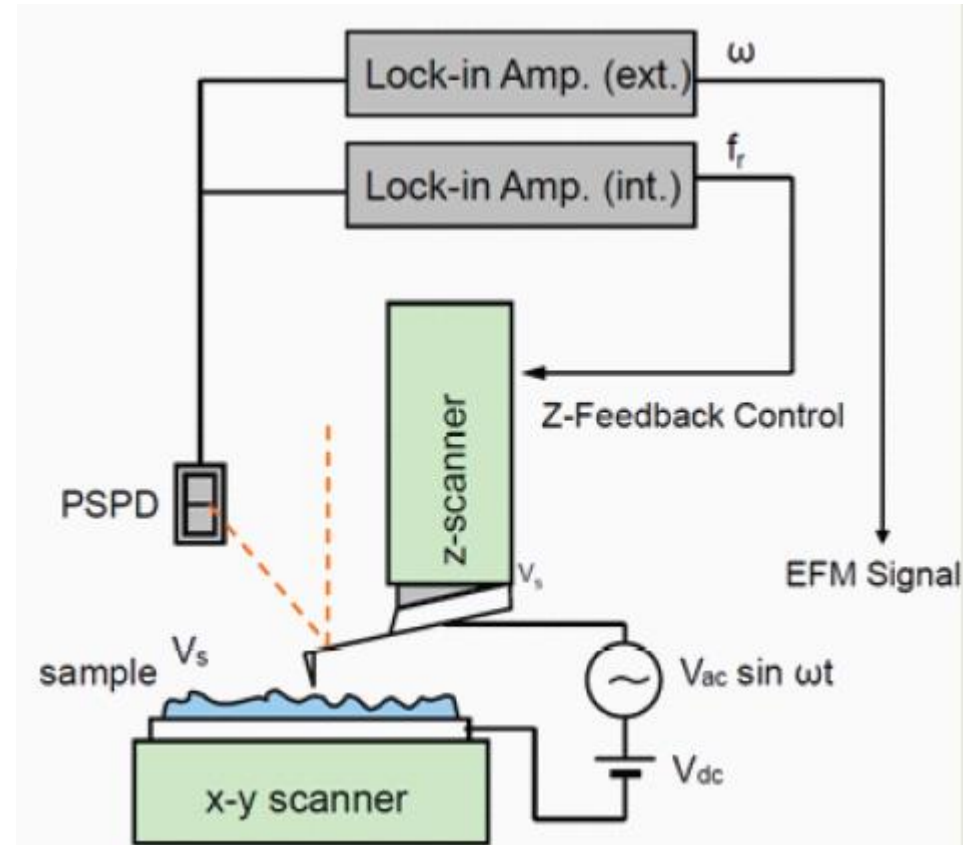 Lock-in Amp. (ext.)
ω
Lock-in Amp. (int.)
fr
z-scanner
Z-Feedback Control
PSPD
Vs
EFM Signal
sample
Vs
Vac sin ωt
Vdc
x-y scanner